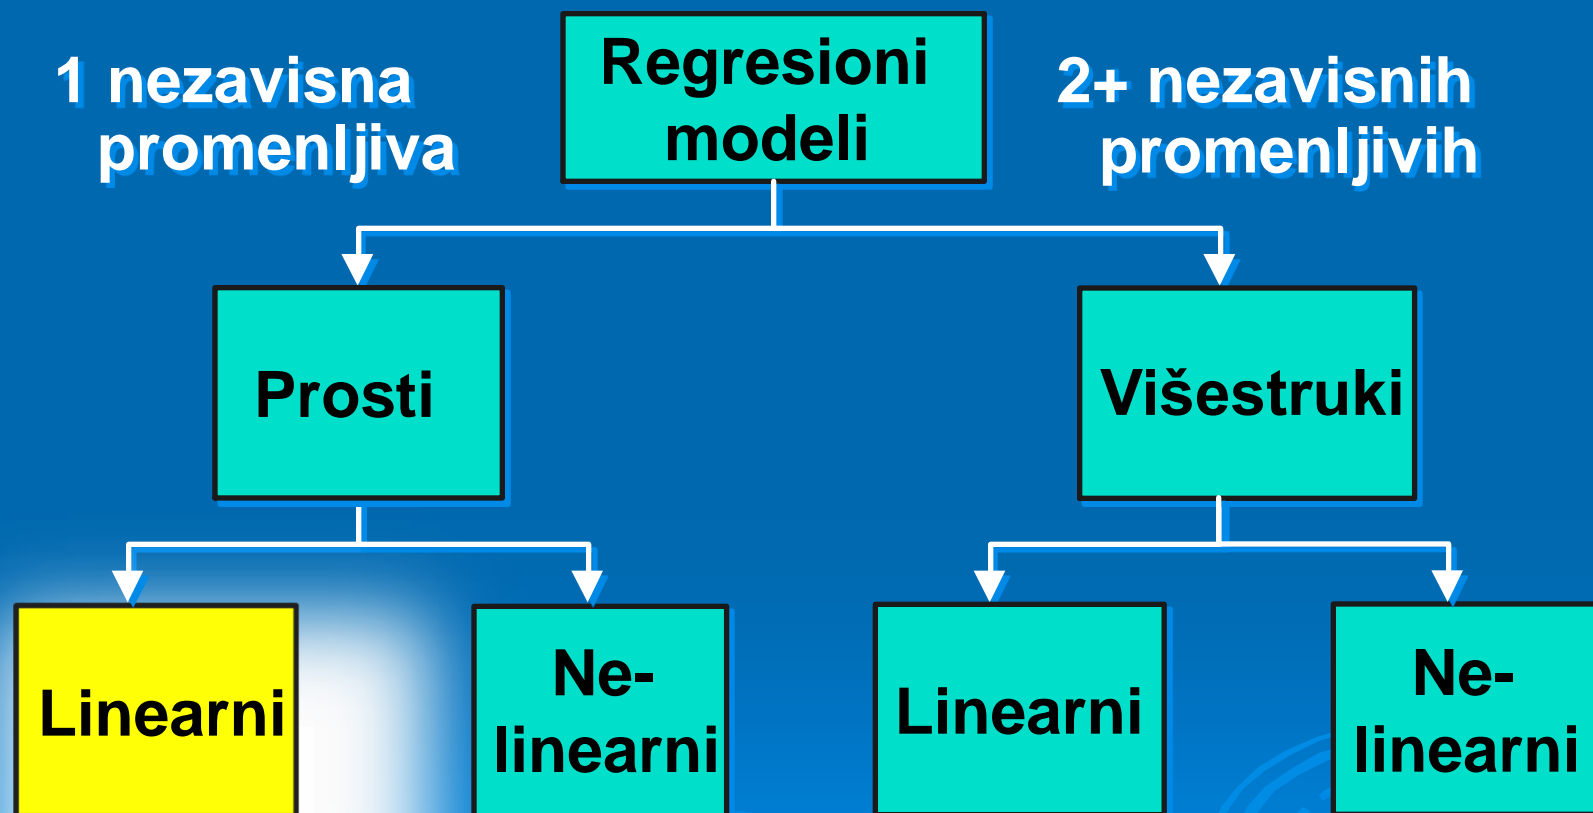 1 nezavisna
promenljiva
Regresioni
modeli
2+ nezavisnih
promenljivih
Prosti
Višestruki
Linearni
Ne-
linearni
Linearni
Ne-
linearni